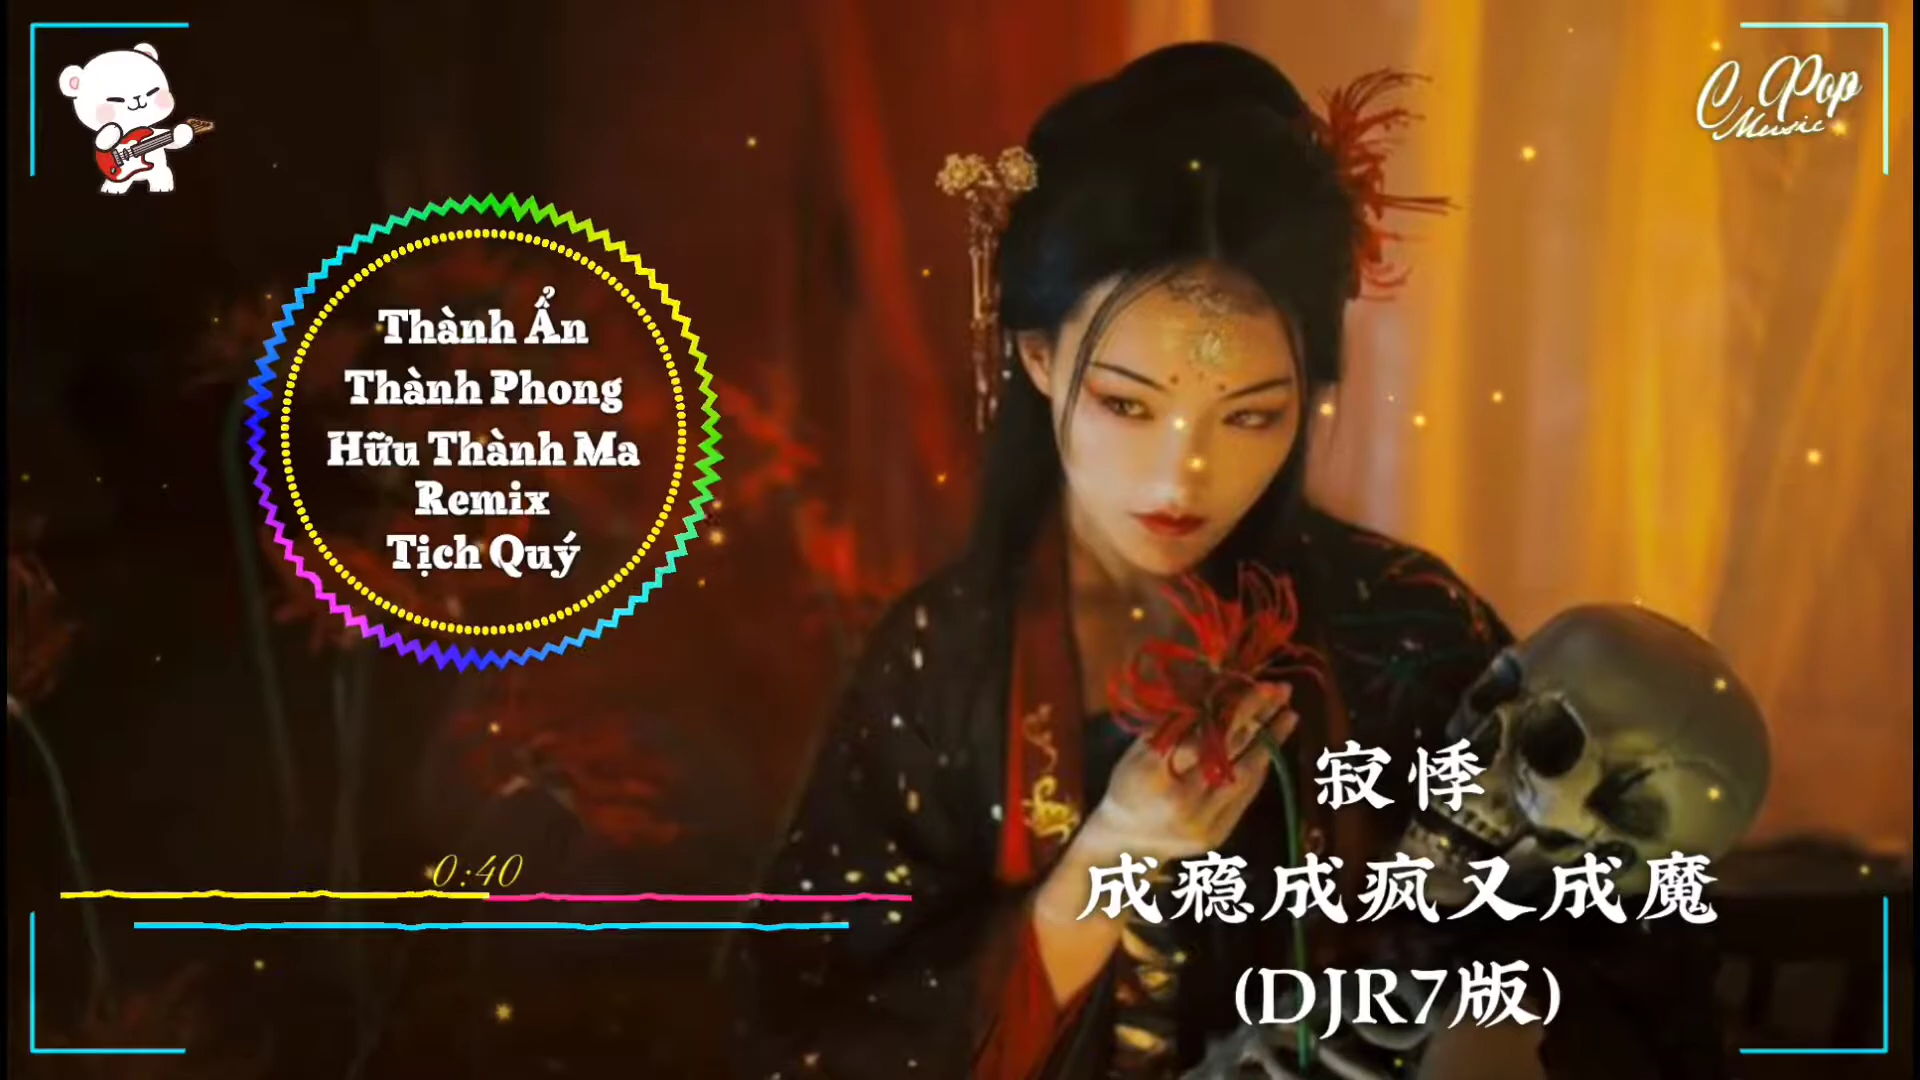 C Pop
Music
Thành Ẩn
Thành Phong
Hữu Thành Ma
Remix
Tịch Quý
0:40
寂悸
成瘾成疯又成魔
(DJR7版)